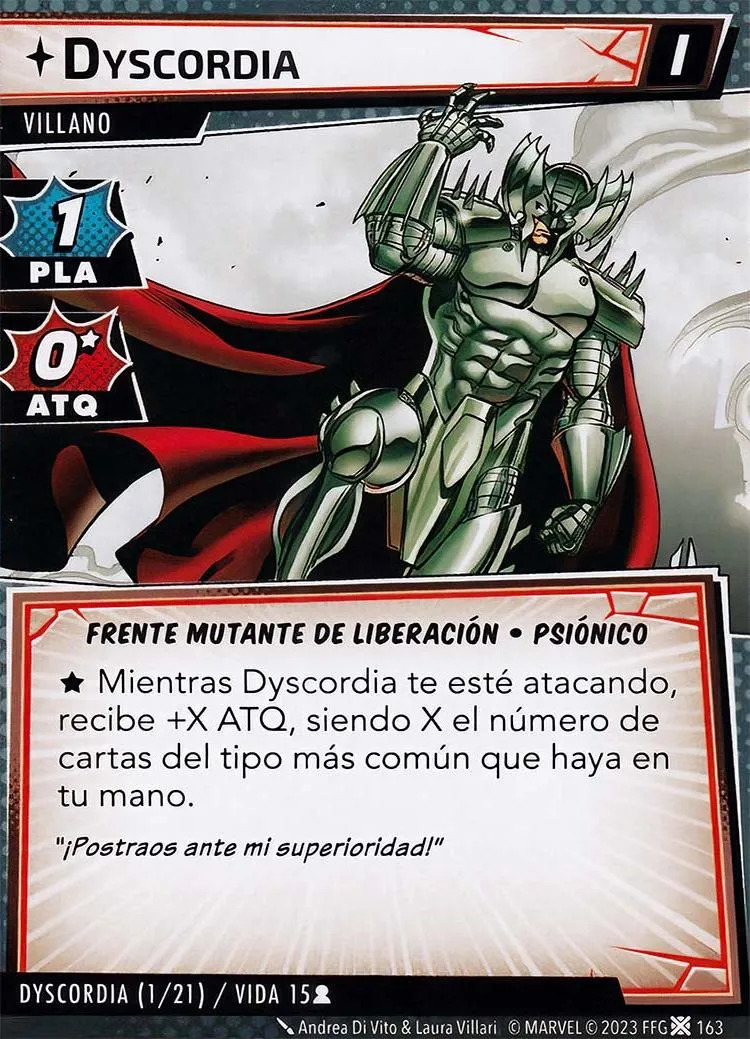 DYSCORDIA
I
VILLANO
1
PLA
0★
ATQ
FRENTE MUTANTE DE LIBERACIÓN • PSIÓNICO
★ Mientras Dyscordia te esté atacando,
recibe +X ATQ, siendo X el número de
cartas del tipo más común que haya en
tu mano.
"¡Postraos ante mi superioridad!"
DYSCORDIA (1/21) / VIDA 15
Andrea Di Vito & Laura Villari © MARVEL © 2023 FFG 163